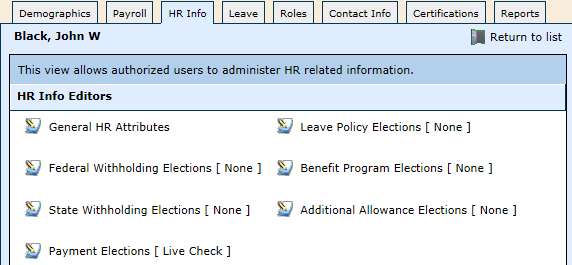 Demographics Payroll HR Info Leave Roles Contact Info Certifications Reports
Black, John W Return to list
This view allows authorized users to administer HR related information.
HR Info Editors
General HR Attributes Leave Policy Elections [ None ]
Federal Withholding Elections [ None ] Benefit Program Elections [ None ]
State Withholding Elections [ None ] Additional Allowance Elections [ None ]
Payment Elections [ Live Check ]